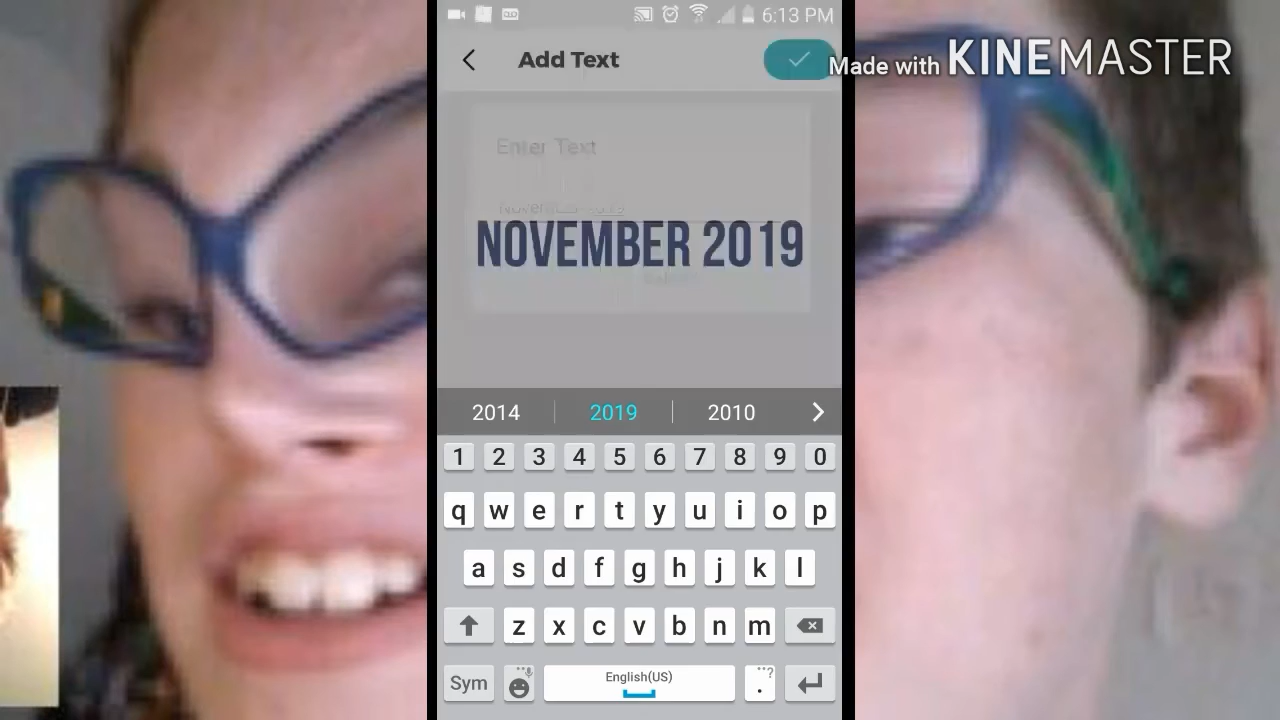 6:13 PM
Add Text
Made with KINEMASTER
Enter Text
NOVEMBER 2019
2014 2019 2010
1 2 3 4 5 6 7 8 9 0
q w e r t y u i o p
a s d f g h j k l
z x c v b n m
Sym English(US) . ?